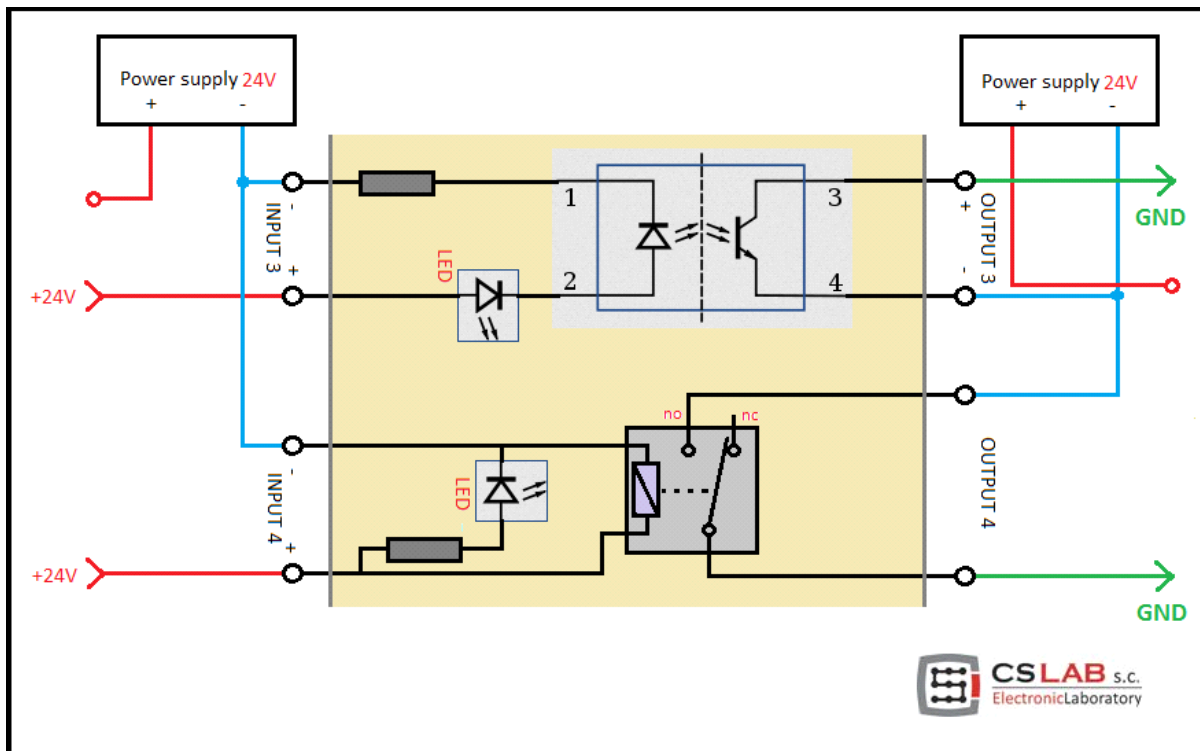 Power supply 24V
+ -
Power supply 24V
+ -
- INPUT 3 +
+24V
LED
1
2
3
4
+ OUTPUT 3 -
GND
no nc
- INPUT 4 +
+24V
LED
OUTPUT 4
GND
CSLAB s.c.
ElectronicLaboratory